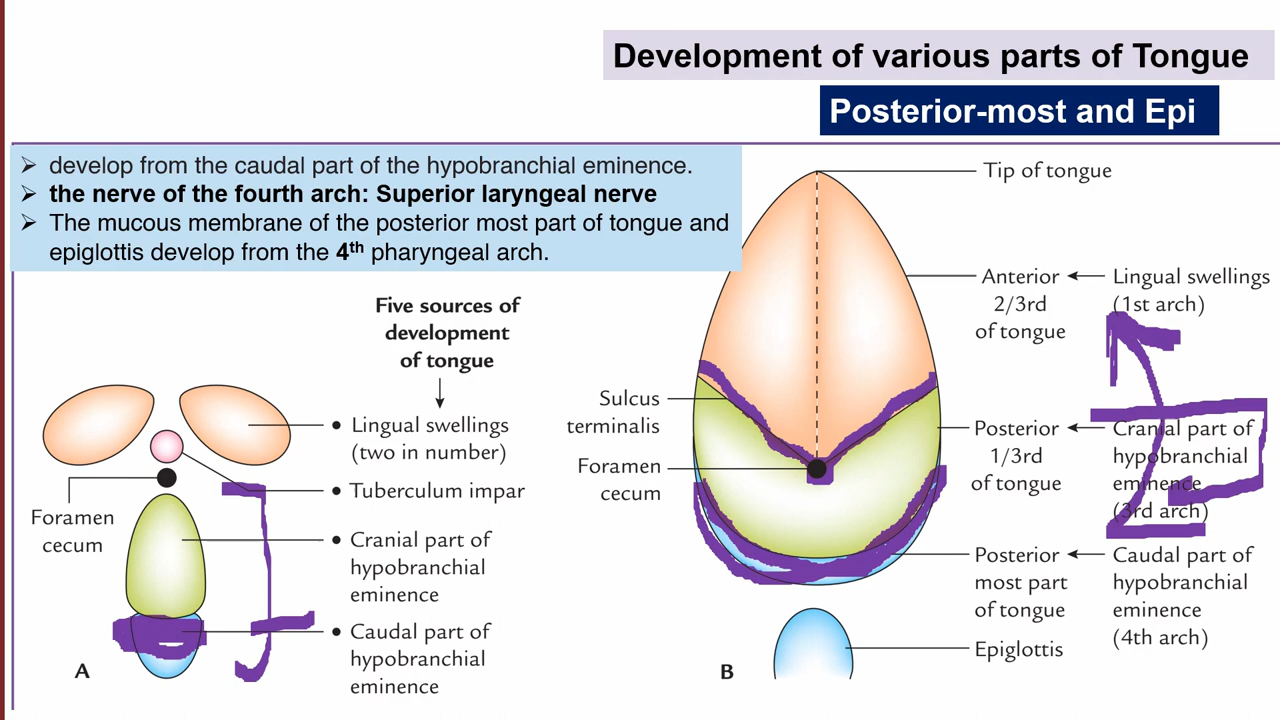 Development of various parts of Tongue
Posterior-most and Epi
➢ develop from the caudal part of the hypobranchial eminence.
➢ the nerve of the fourth arch: Superior laryngeal nerve
➢ The mucous membrane of the posterior most part of tongue and
epiglottis develop from the 4th pharyngeal arch.
Five sources of
development
of tongue
• Lingual swellings
(two in number)
• Tuberculum impar
• Cranial part of
hypobranchial
eminence
• Caudal part of
hypobranchial
eminence
Foramen
cecum
A
Tip of tongue
Anterior
2/3rd
of tongue
Lingual swellings
(1st arch)
Sulcus
terminalis
Foramen
cecum
Posterior
1/3rd
of tongue
Cranial part of
hypobranchial
eminence
(3rd arch)
Posterior
most part
of tongue
Caudal part of
hypobranchial
eminence
(4th arch)
Epiglottis
B